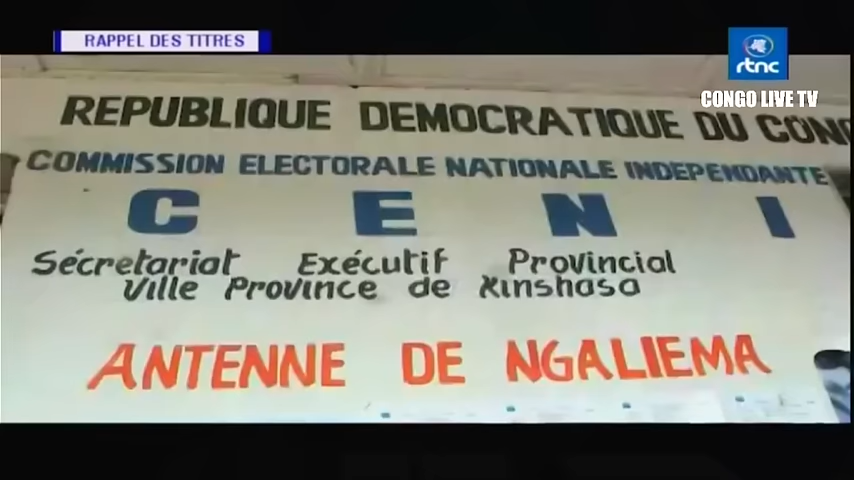 RAPPEL DES TITRES
rtnc
CONGO LIVE TV
REPUBLIQUE DEMOCRATIQUE DU CONGO
COMMISSION ELECTORALE NATIONALE INDEPENDANTE
C E N I
Sécretariat Exécutif Provincial
Ville Province de Kinshasa
ANTENNE DE NGALIEMA